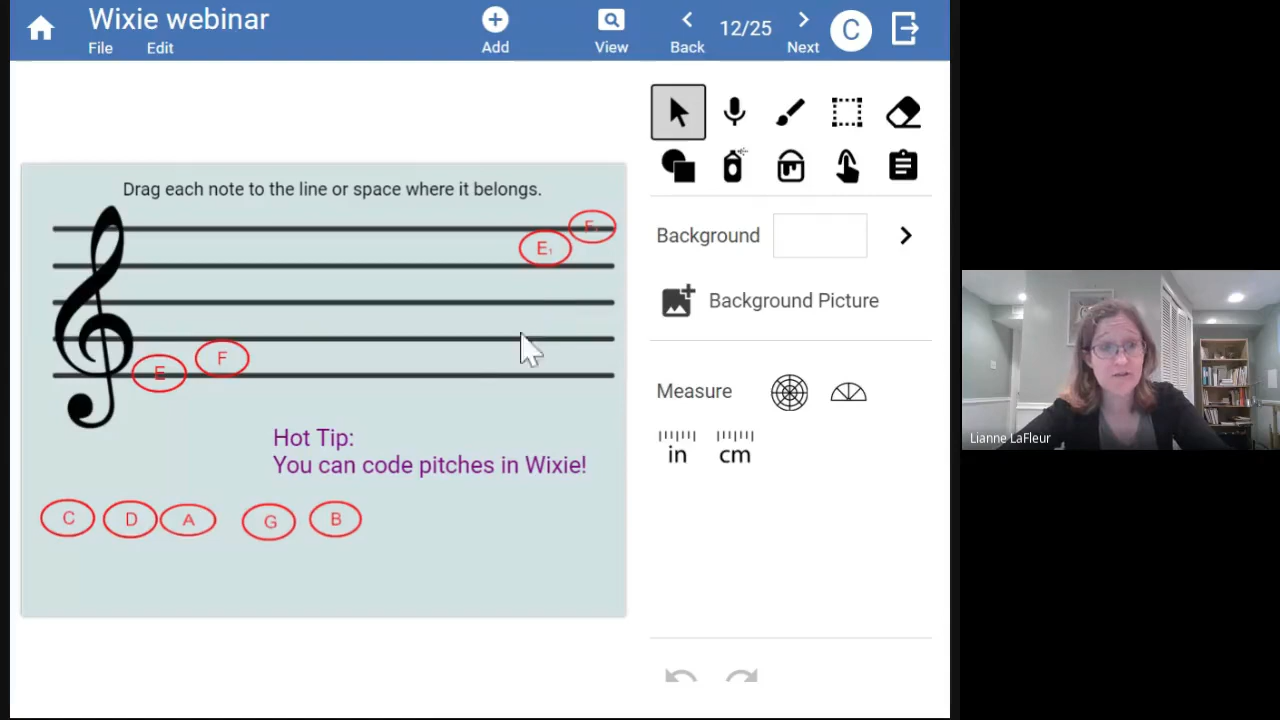 Wixie webinar
File Edit
Add
View
Back
12/25
Next
C
Drag each note to the line or space where it belongs.
F
E1
F
E
Hot Tip:
You can code pitches in Wixie!
C D A G B
Background
Background Picture
Measure
in cm
Lianne LaFleur